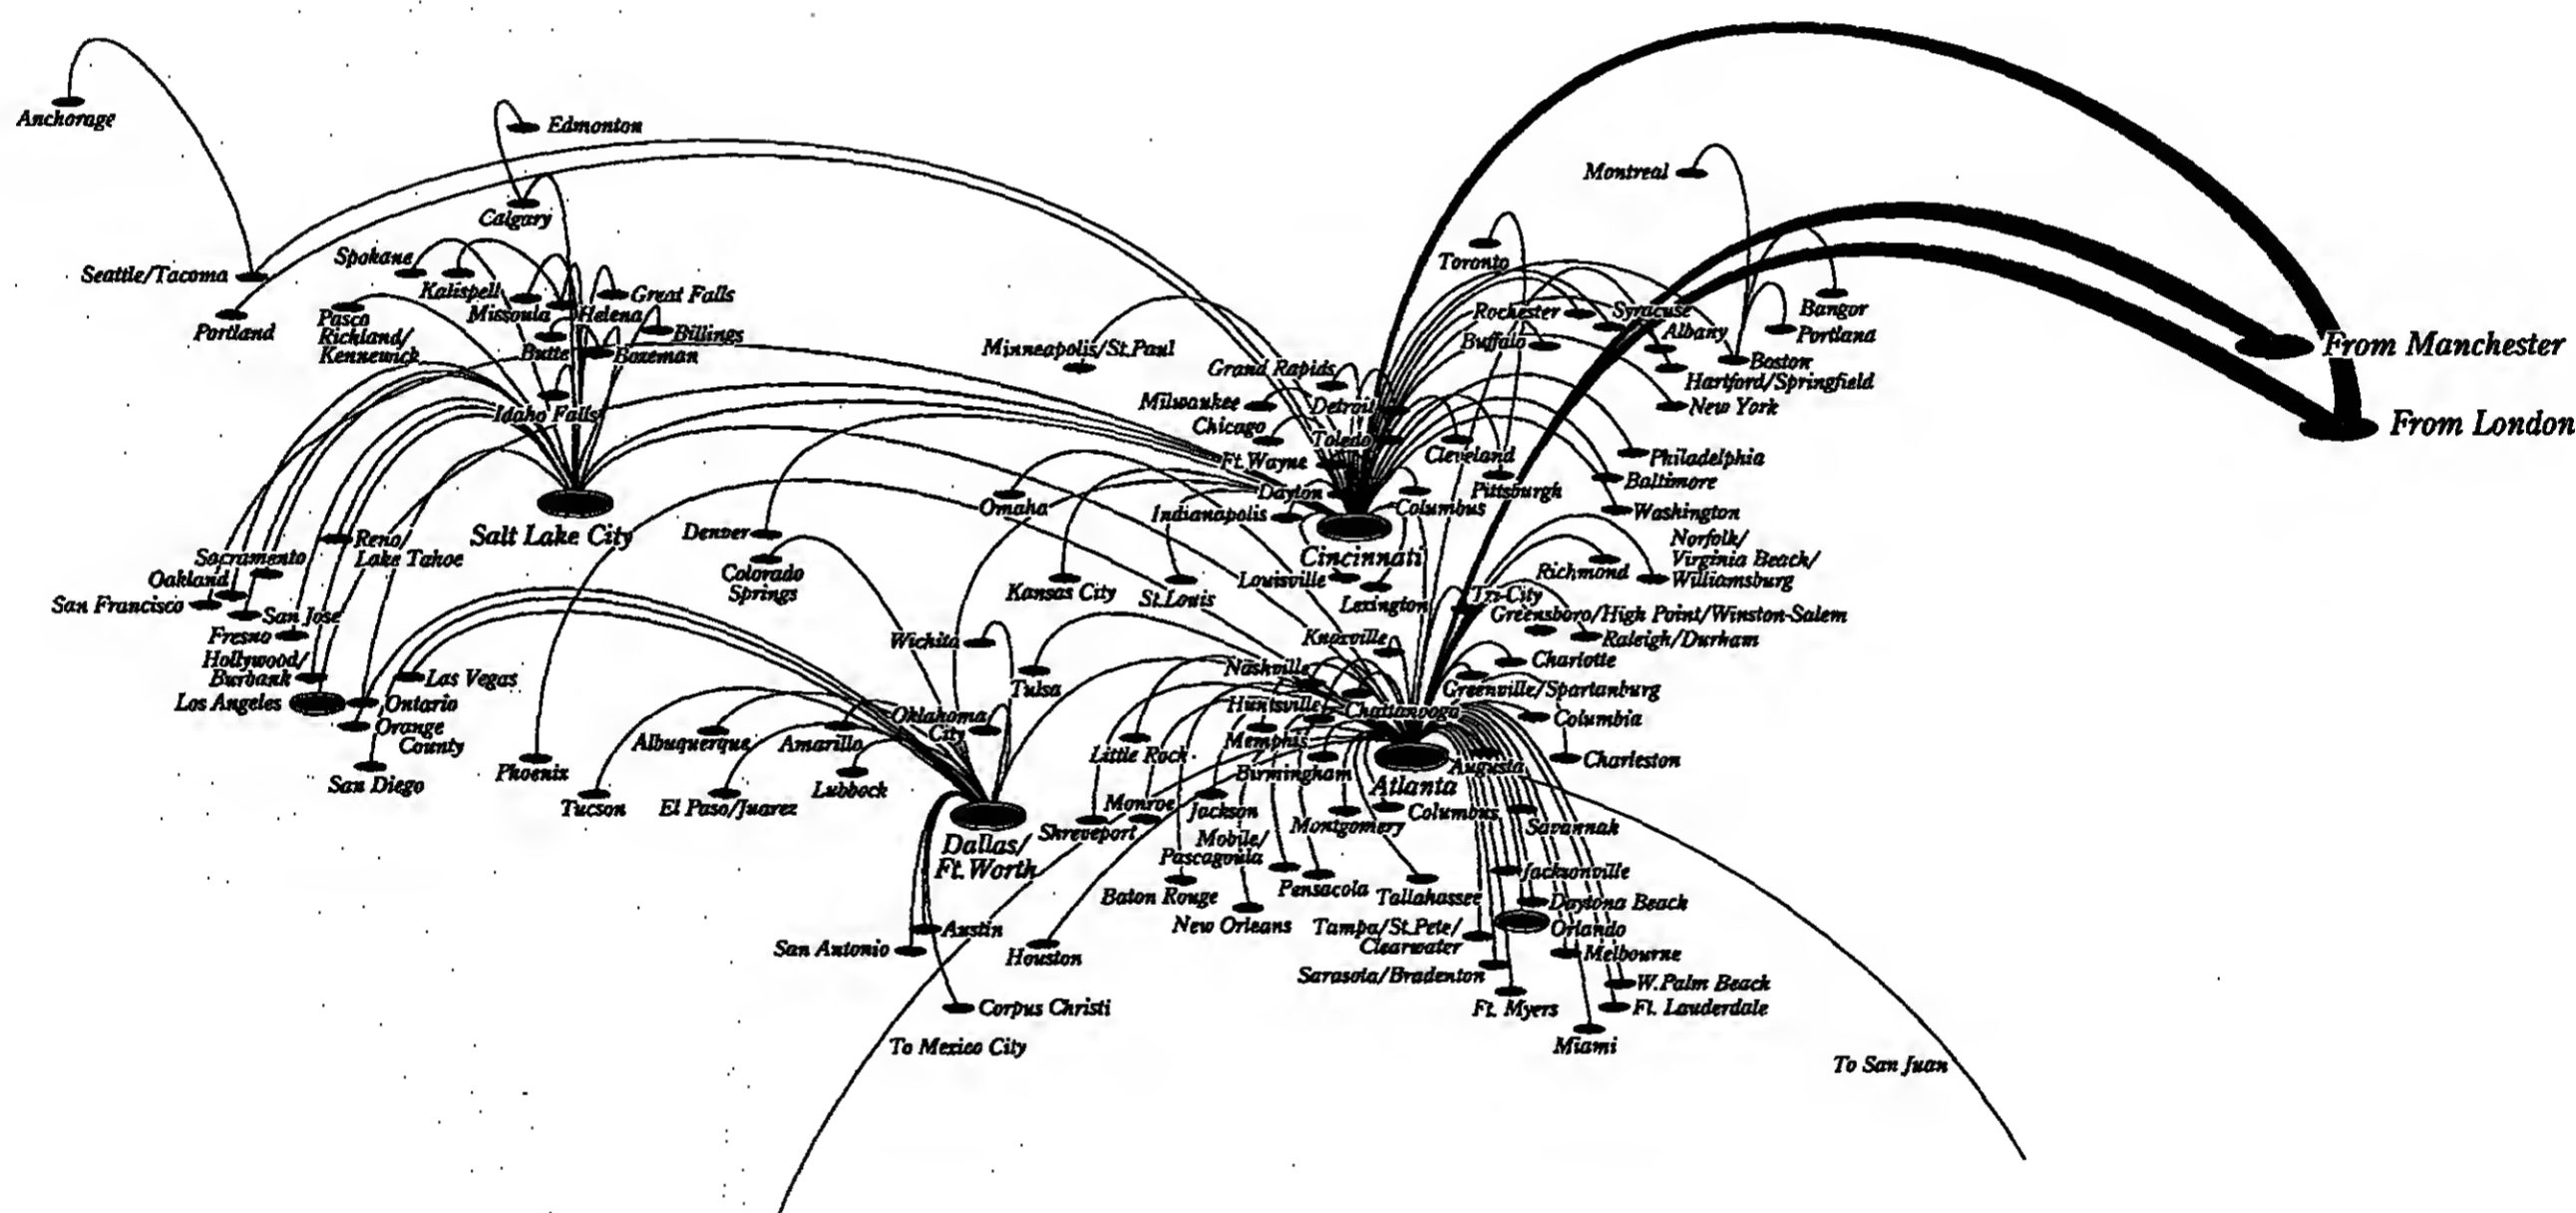 Anchorage
Edmonton
Calgary
Montreal
Spokane
Seattle/Tacoma
Kalispell
Great Falls
Toronto
Portland
Pasco
Richland/
Kennewick
Missoula
Helena
Billings
Butte
Bozeman
Rochester
Syracuse
Bangor
Buffalo
Albany
Portlana
Boston
From Manchester
Minneapolis/St.Paul
Grand Rapids
Hartford/Springfield
Milwaukee
Detroit
New York
Idaho Falls
Chicago
Toledo
From London
Ft.Wayne
Cleveland
Philadelphia
Dayton
Pittsburgh
Baltimore
Omaha
Indianapolis
Columbus
Washington
Salt Lake City
Denver
Reno/
Lake Tahoe
Sacramento
Oakland
San Francisco
San Jose
Fresno
Hollywood/
Burbank
Los Angeles
Las Vegas
Ontario
Orange
County
San Diego
Colorado
Springs
Kansas City
St.Louis
Cincinnati
Louisville
Lexington
Norfolk/
Virginia Beach/
Williamsburg
Richmond
Tri-City
Greensboro/High Point/Winston-Salem
Raleigh/Durham
Wichita
Knoxville
Charlotte
Nashville
Tulsa
Greenville/Spartanburg
Huntsville
Chattanooga
Columbia
Oklahoma
City
Albuquerque
Amarillo
Memphis
Little Rock
Charleston
Phoenix
Birmingham
Augusta
Atlanta
Tucson
El Paso/Juarez
Lubbock
Monroe
Jackson
Columbus
Shreveport
Montgomery
Savannah
Dallas/
Ft.Worth
Mobile/
Pascagoula
Jacksonville
Baton Rouge
Pensacola
Tallahassee
Daytona Beach
New Orleans
Tampa/St.Pete/
Clearwater
Orlando
Austin
San Antonio
Houston
Melbourne
Sarasota/Bradenton
W.Palm Beach
Corpus Christi
Ft. Myers
Ft. Lauderdale
Miami
To Mexico City
To San Juan